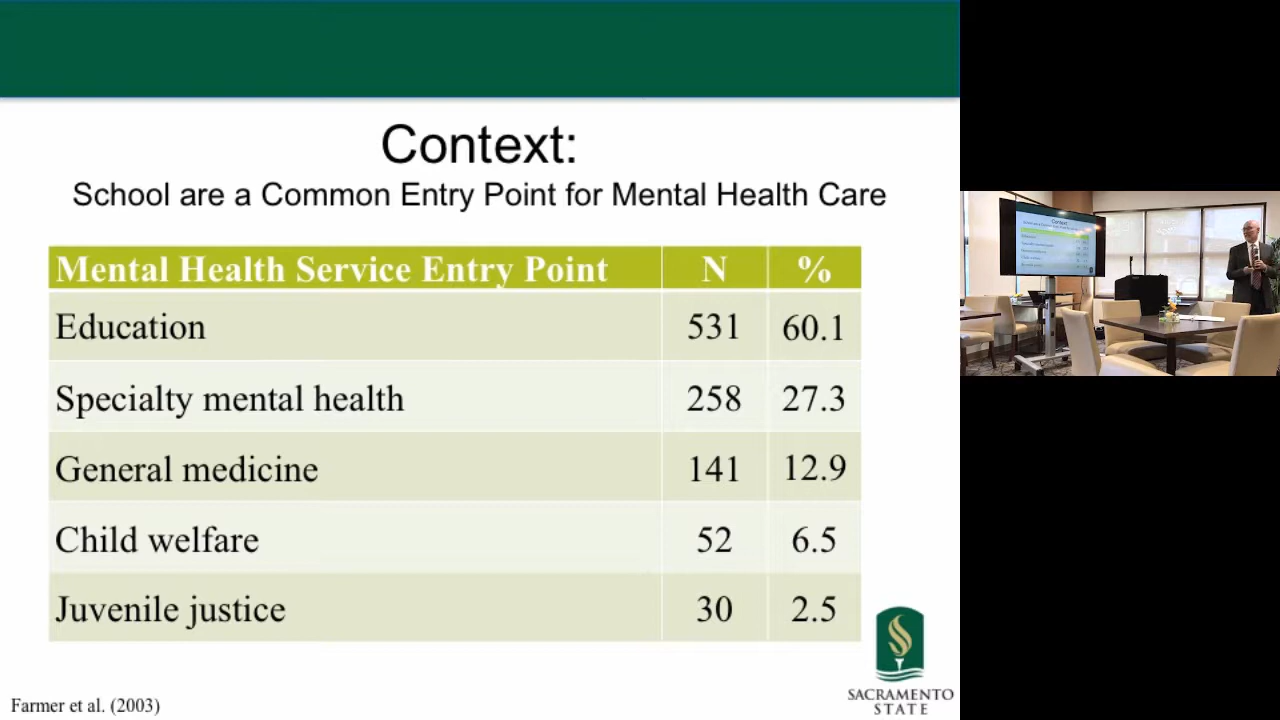 Context:
School are a Common Entry Point for Mental Health Care
Mental Health Service Entry Point N %
Education 531 60.1
Specialty mental health 258 27.3
General medicine 141 12.9
Child welfare 52 6.5
Juvenile justice 30 2.5
Farmer et al. (2003)
SACRAMENTO
STATE
Context